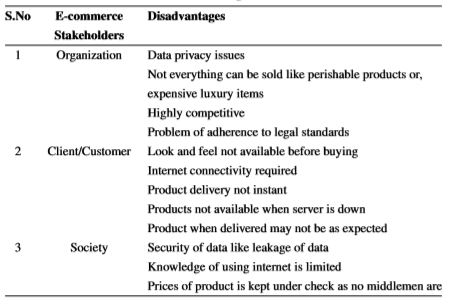 S.No E-commerce Disadvantages
Stakeholders
1 Organization Data privacy issues
Not everything can be sold like perishable products or,
expensive luxury items
Highly competitive
Problem of adherence to legal standards
2 Client/Customer Look and feel not available before buying
Internet connectivity required
Product delivery not instant
Products not available when server is down
Product when delivered may not be as expected
3 Society Security of data like leakage of data
Knowledge of using internet is limited
Prices of product is kept under check as no middlemen are